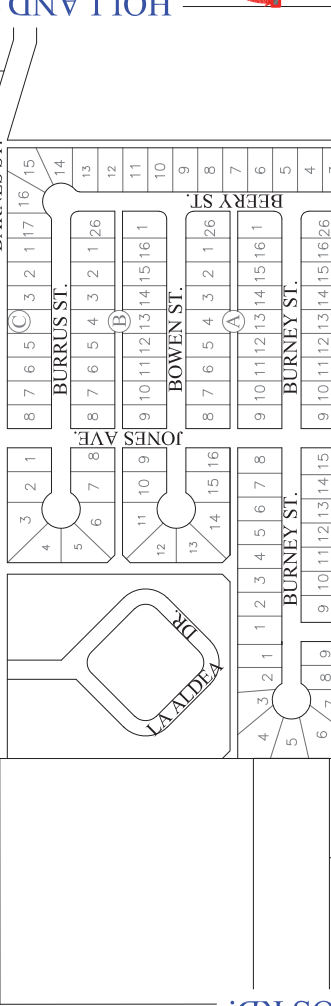 HOLLAND
15 14 13 12 11 10 9 8 7 6 5 4
16
BEERY ST.
17 26 1 26 1 26
1 1 16 1 16 1 16
2 2 15 2 15
3 3 14 3 14
C
BURRUS ST.
4 B 13
BOWEN ST.
4 A 13
BURNEY ST.
13
5 5 12 5 12 12
6 6 11 6 11 11
7 7 10 7 10 10
8 8 9 8 9 9
JONES AVE.
1 8 9 16 8 15
2 7 10 15 7 14
3 6 11 14 6 13
4 5 12 13 5 12
4 11
3 10
BURNEY ST.
2 9
1
LA ALDEA DR.
1 9
2 8
3 7
4 5 6